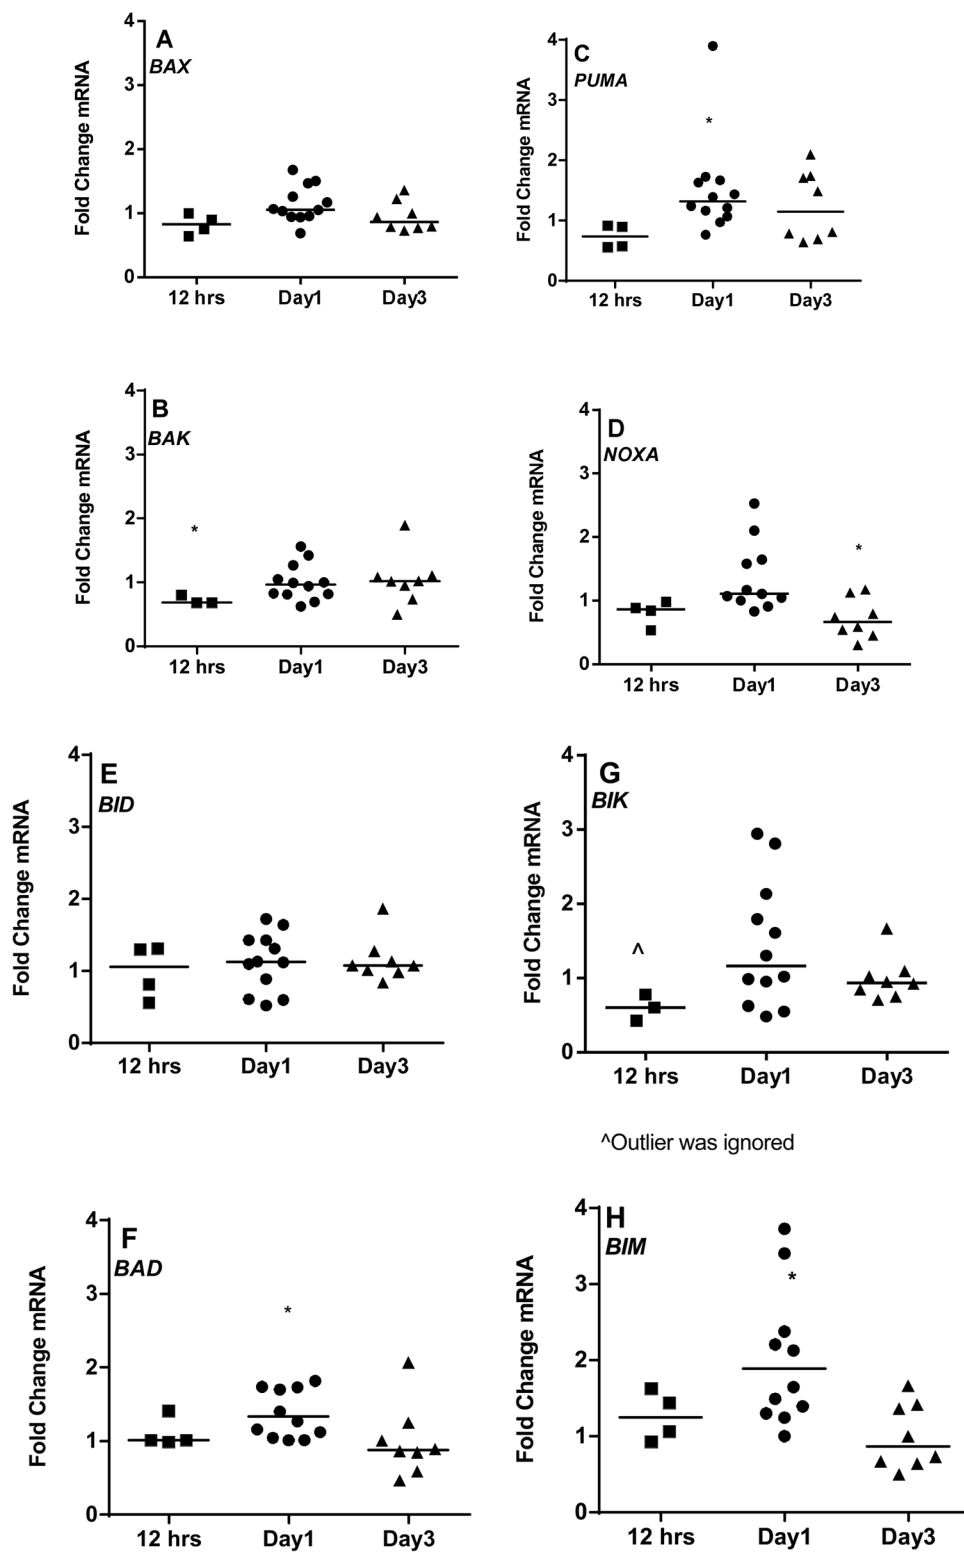 A
BAX
Fold Change mRNA
4
3
2
1
0
12 hrs Day1 Day3
C
PUMA
Fold Change mRNA
4
3
2
1
0
*
12 hrs Day1 Day3
B
BAK
Fold Change mRNA
4
3
2
1
0
*
12 hrs Day1 Day3
D
NOXA
Fold Change mRNA
4
3
2
1
0
*
12 hrs Day1 Day3
E
BID
Fold Change mRNA
4
3
2
1
0
12 hrs Day1 Day3
G
BIK
Fold Change mRNA
4
3
2
1
0
^
12 hrs Day1 Day3
^Outlier was ignored
F
BAD
Fold Change mRNA
4
3
2
1
0
*
12 hrs Day1 Day3
H
BIM
Fold Change mRNA
4
3
2
1
0
*
12 hrs Day1 Day3